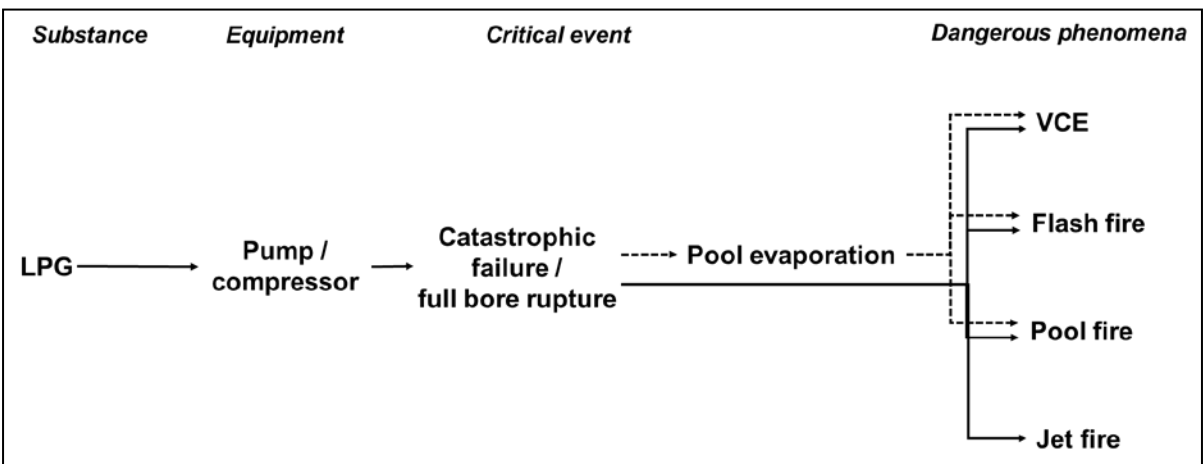 Substance Equipment Critical event Dangerous phenomena
VCE
Flash fire
LPG
Pump /
compressor
Catastrophic
failure /
full bore rupture
Pool evaporation
Pool fire
Jet fire